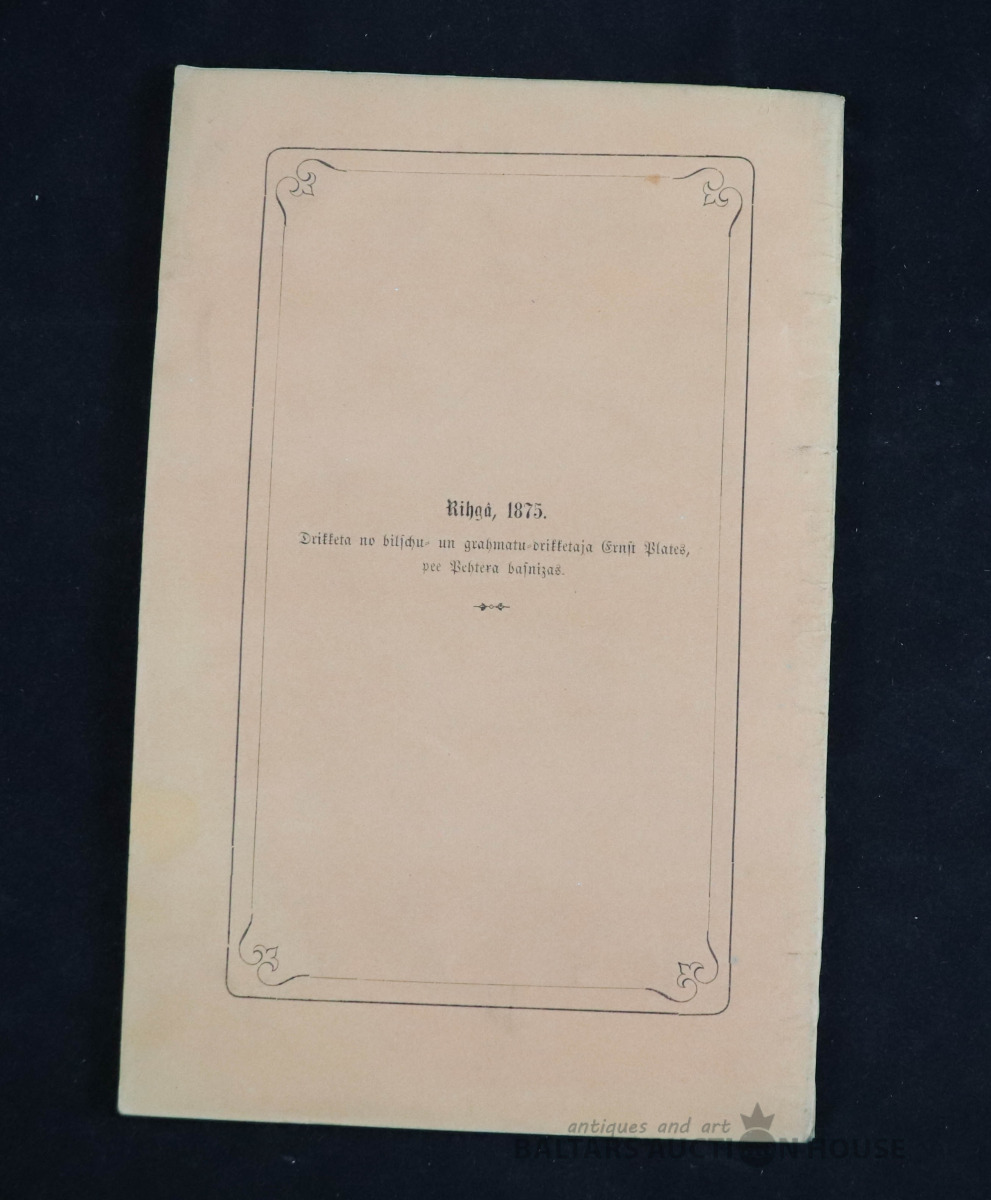 Rihgâ, 1875.
Drikketa no bilſchu- un grahmatu-drikketaja Ernſt Plates,
pee Pehtera baſnizas.
antiques and art
BALTARS AUCTION HOUSE